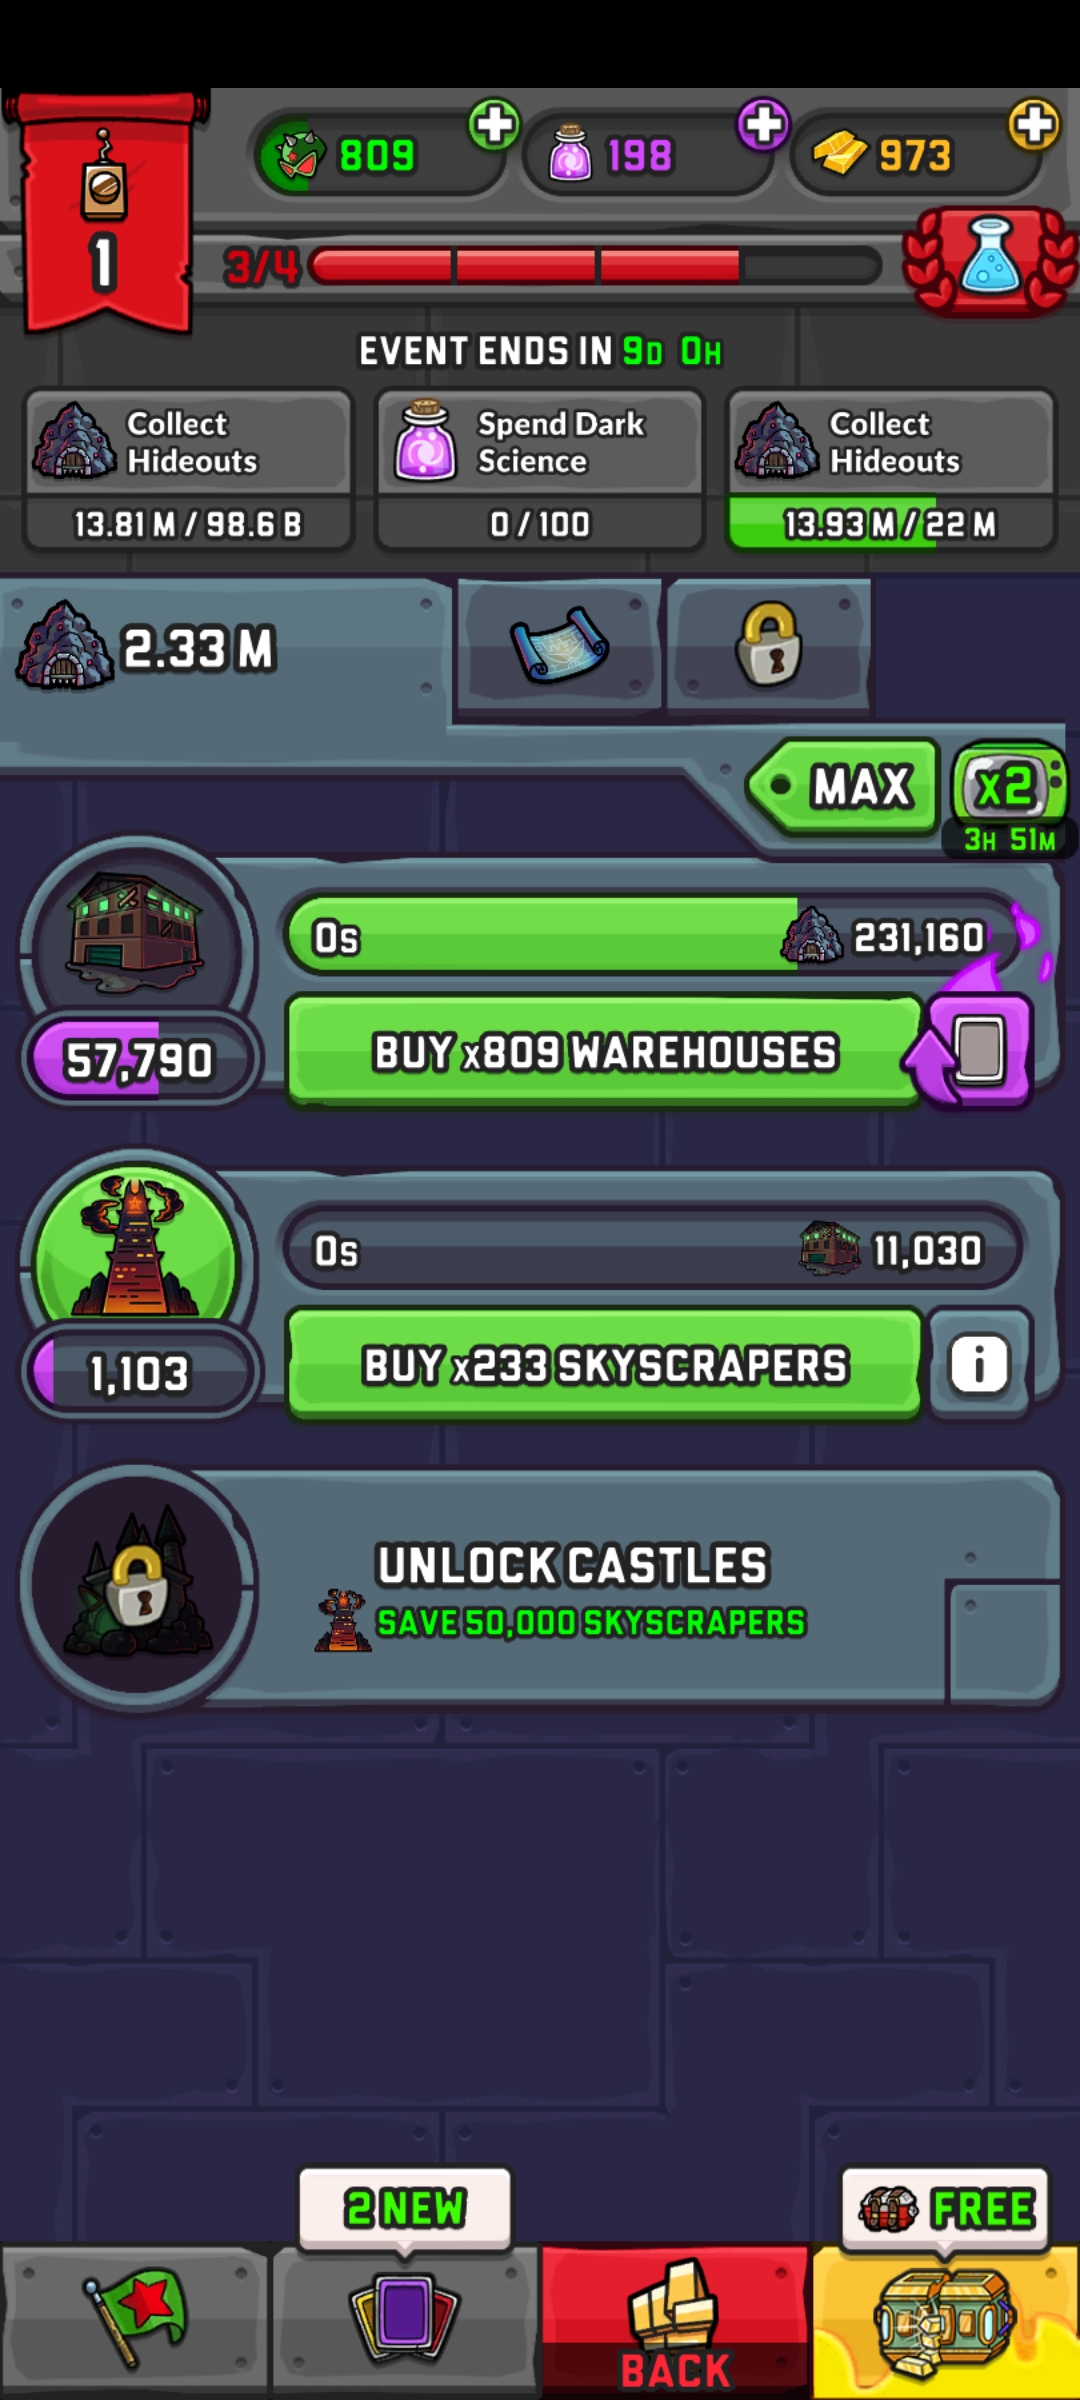 809
198
973
1
3/4
EVENT ENDS IN 9D 0H
Collect
Hideouts
13.81 M / 98.6 B
Spend Dark
Science
0 / 100
Collect
Hideouts
13.93 M / 22 M
2.33 M
MAX
x2
3H 51M
0s
231,160
57,790
BUY x809 WAREHOUSES
0s
11,030
1,103
BUY x233 SKYSCRAPERS
i
UNLOCK CASTLES
SAVE 50,000 SKYSCRAPERS
2 NEW
FREE
BACK